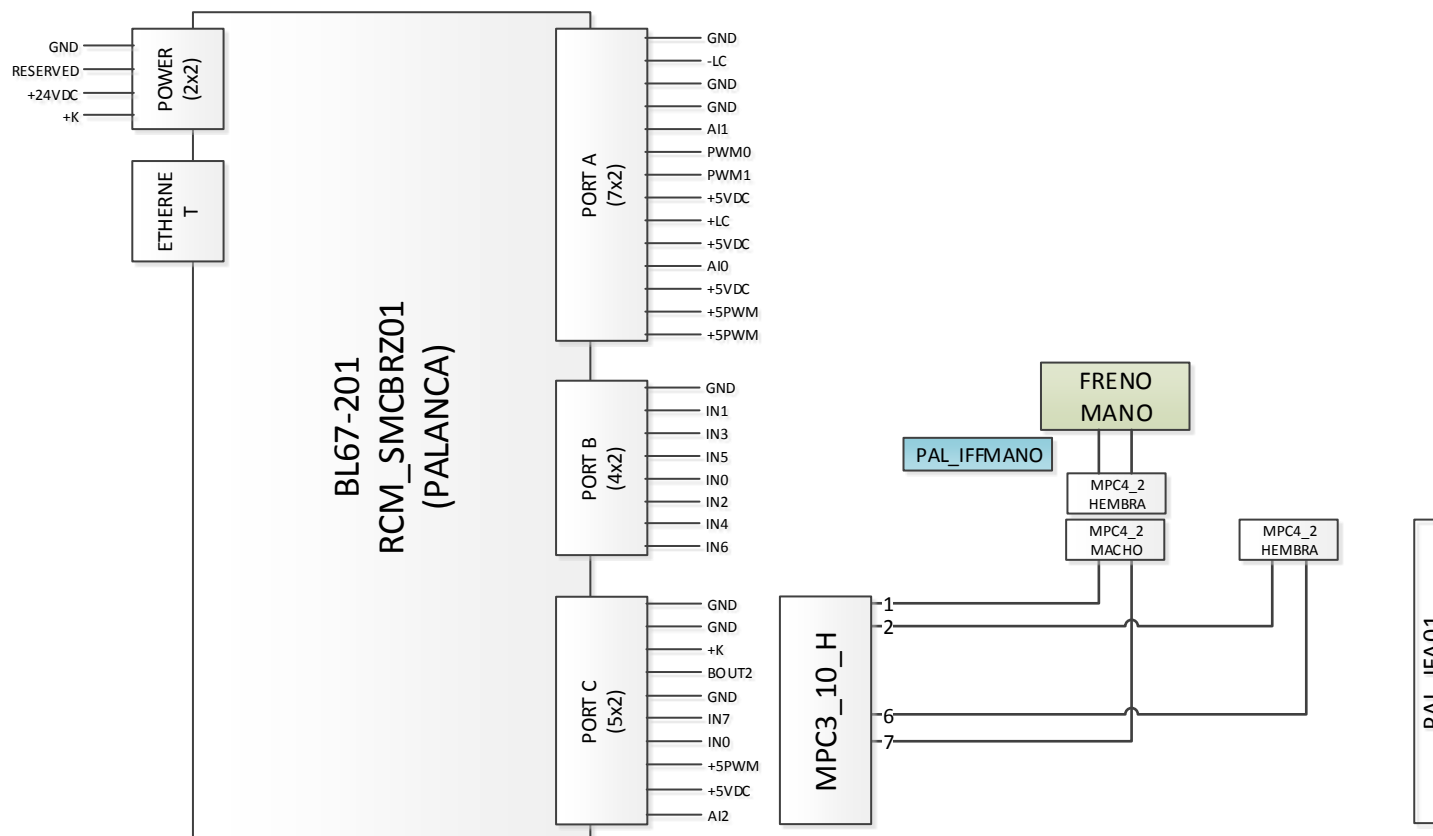 GND
RESERVED
+24VDC
+K
POWER
(2x2)
ETHERNE
T
BL67-201
RCM_SMCBRZ01
(PALANCA)
PORT A
(7x2)
GND
-LC
GND
GND
AI1
PWM0
PWM1
+5VDC
+LC
+5VDC
AI0
+5VDC
+5PWM
+5PWM
PORT B
(4x2)
GND
IN1
IN3
IN5
IN0
IN2
IN4
IN6
PORT C
(5x2)
GND
GND
+K
BOUT2
GND
IN7
IN0
+5PWM
+5VDC
AI2
FRENO
MANO
PAL_IFFMANO
MPC4_2
HEMBRA
MPC4_2
MACHO
MPC4_2
HEMBRA
MPC3_10_H
1
2
6
7